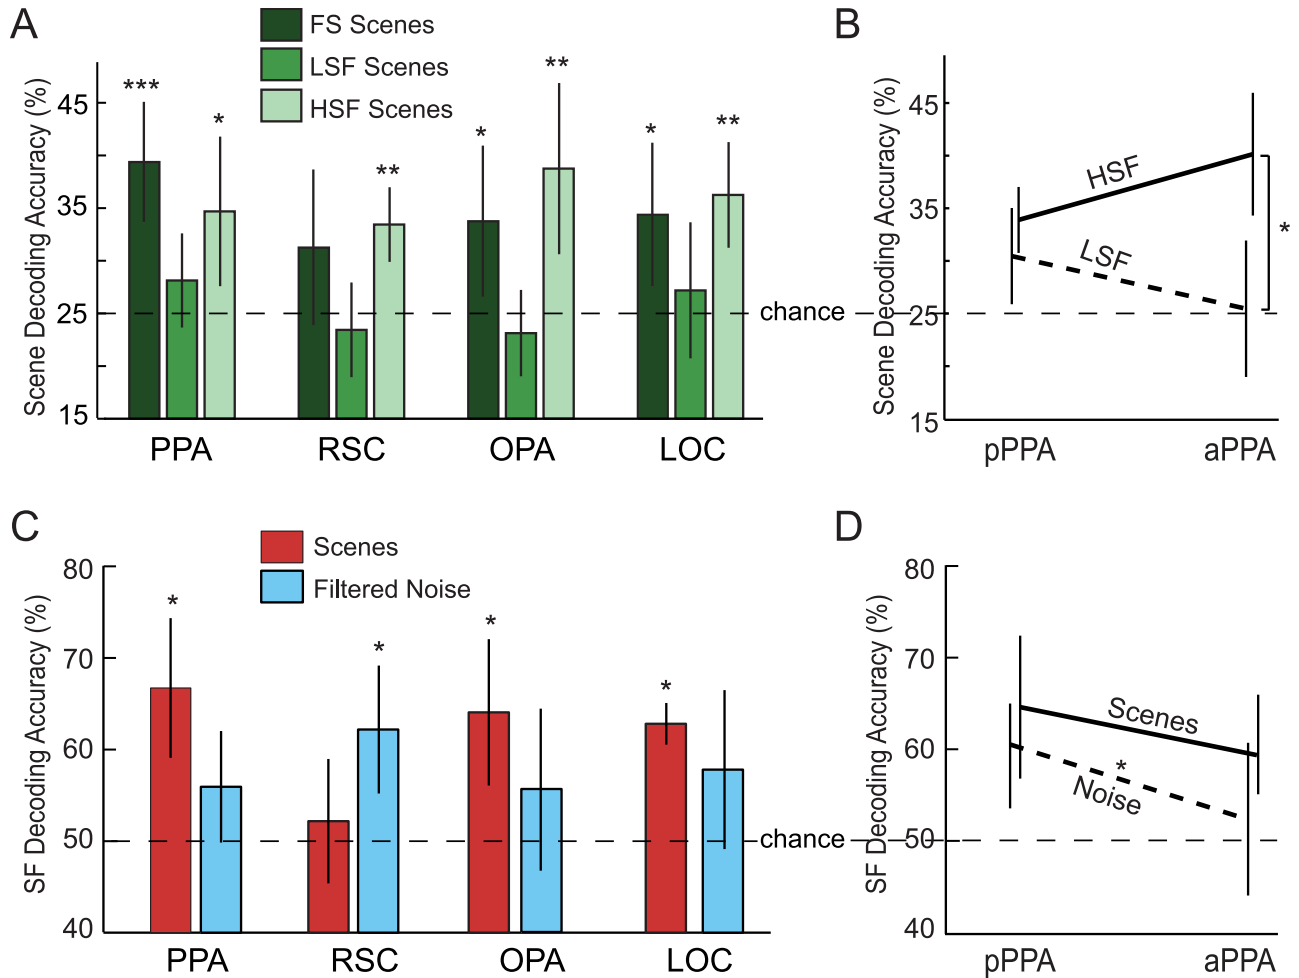 A
FS Scenes
LSF Scenes
HSF Scenes
Scene Decoding Accuracy (%)
45
35
25
15
***
*
**
*
**
*
**
chance
PPA
RSC
OPA
LOC
B
Scene Decoding Accuracy (%)
45
35
25
15
HSF
LSF
*
pPPA
aPPA
C
Scenes
Filtered Noise
SF Decoding Accuracy (%)
80
70
60
50
40
*
*
*
*
chance
PPA
RSC
OPA
LOC
D
SF Decoding Accuracy (%)
80
70
60
50
40
Scenes
*
Noise
pPPA
aPPA